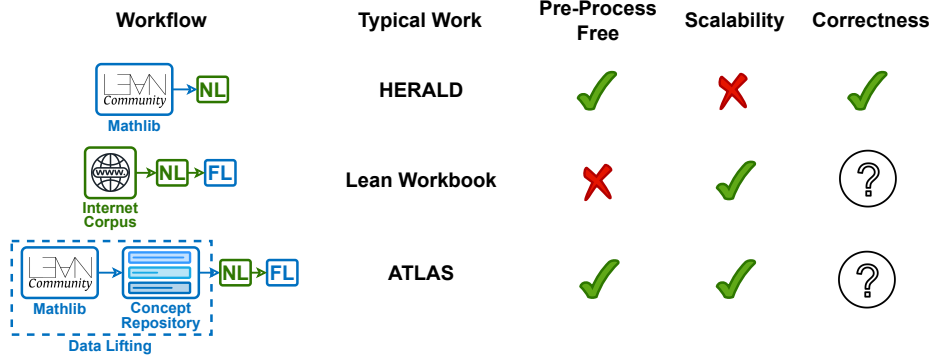 Workflow
Typical Work
Pre-Process
Free
Scalability
Correctness
LEAN
Community
NL
Mathlib
HERALD
www.
NL
FL
Internet
Corpus
Lean Workbook
?
LEAN
Community
NL
FL
Mathlib
Concept
Repository
Data Lifting
ATLAS
?